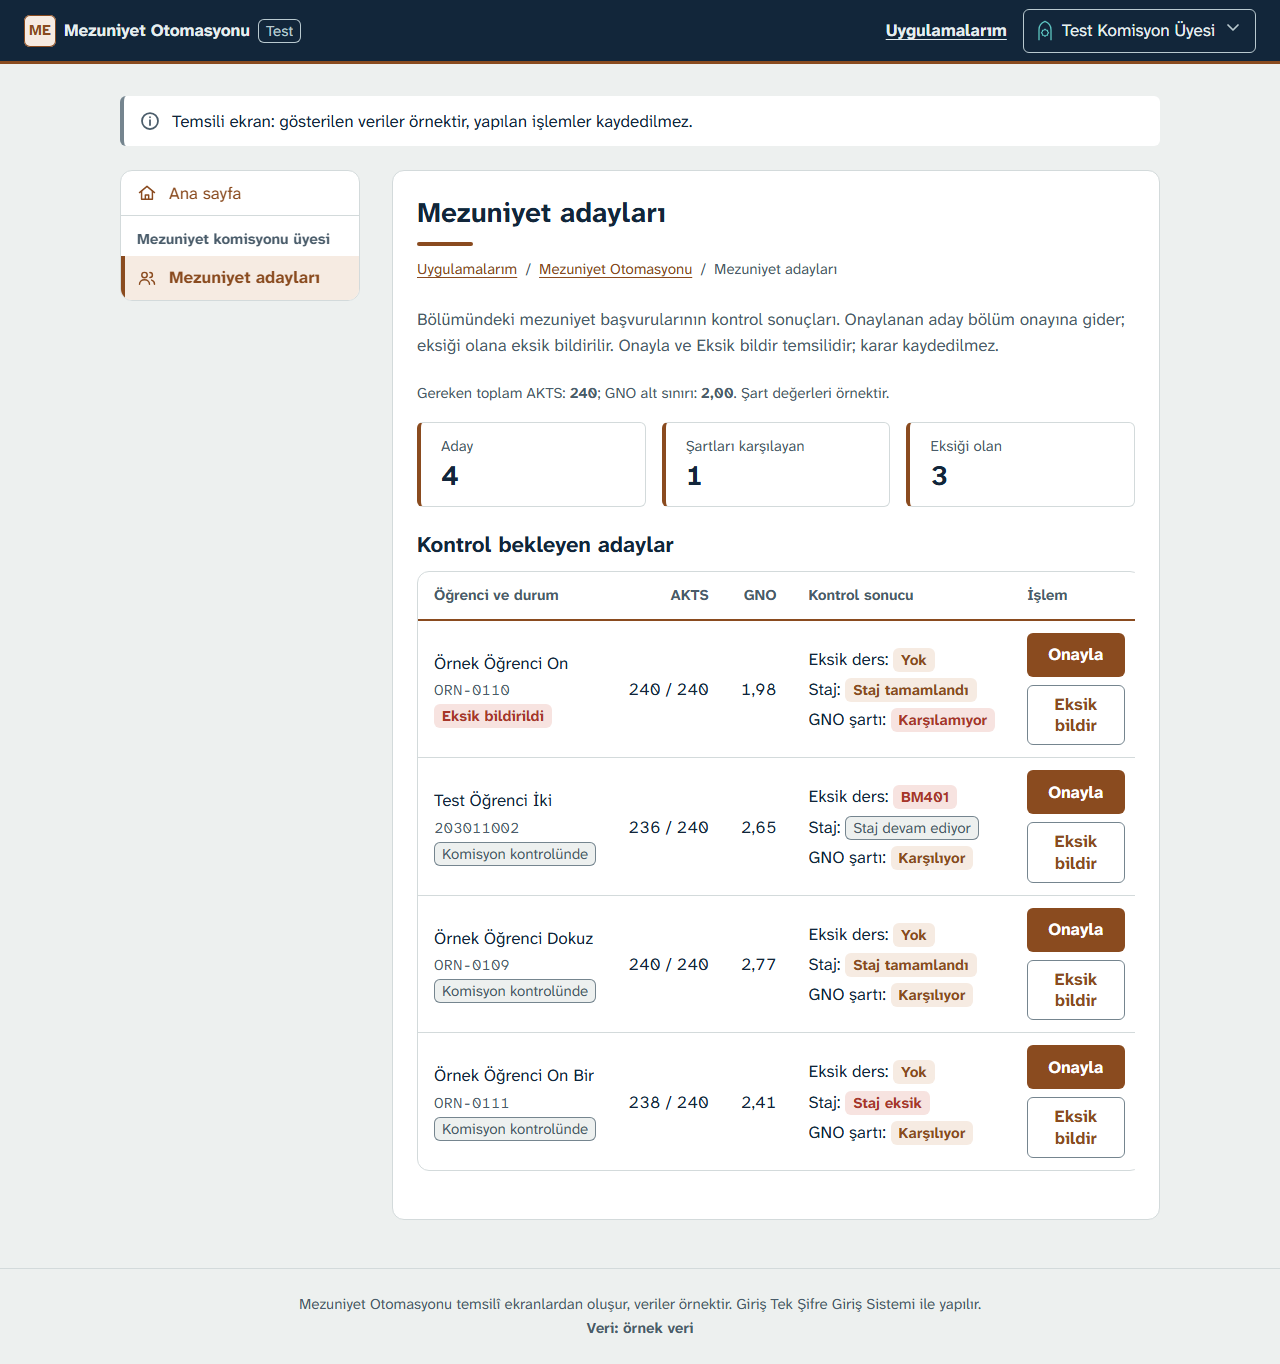 ME Mezuniyet Otomasyonu Test
Uygulamalarım
Test Komisyon Üyesi
Temsili ekran: gösterilen veriler örnektir, yapılan işlemler kaydedilmez.
Ana sayfa
Mezuniyet komisyonu üyesi
Mezuniyet adayları
Mezuniyet adayları
Uygulamalarım / Mezuniyet Otomasyonu / Mezuniyet adayları
Bölümündeki mezuniyet başvurularının kontrol sonuçları. Onaylanan aday bölüm onayına gider;
eksiği olana eksik bildirilir. Onayla ve Eksik bildir temsilidir; karar kaydedilmez.
Gereken toplam AKTS: 240; GNO alt sınırı: 2,00. Şart değerleri örnektir.
Aday
4
Şartları karşılayan
1
Eksiği olan
3
Kontrol bekleyen adaylar
Öğrenci ve durum AKTS GNO Kontrol sonucu İşlem
Örnek Öğrenci On
ORN-0110
Eksik bildirildi
240 / 240
1,98
Eksik ders: Yok
Staj: Staj tamamlandı
GNO şartı: Karşılamıyor
Onayla
Eksik
bildir
Test Öğrenci İki
203011002
Komisyon kontrolünde
236 / 240
2,65
Eksik ders: BM401
Staj: Staj devam ediyor
GNO şartı: Karşılıyor
Onayla
Eksik
bildir
Örnek Öğrenci Dokuz
ORN-0109
Komisyon kontrolünde
240 / 240
2,77
Eksik ders: Yok
Staj: Staj tamamlandı
GNO şartı: Karşılıyor
Onayla
Eksik
bildir
Örnek Öğrenci On Bir
ORN-0111
Komisyon kontrolünde
238 / 240
2,41
Eksik ders: Yok
Staj: Staj eksik
GNO şartı: Karşılıyor
Onayla
Eksik
bildir
Mezuniyet Otomasyonu temsilî ekranlardan oluşur, veriler örnektir. Giriş Tek Şifre Giriş Sistemi ile yapılır.
Veri: örnek veri